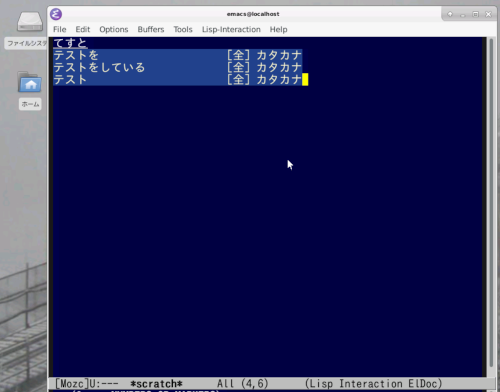 emacs@localhost
File Edit Options Buffers Tools Lisp-Interaction Help
ファイルシステ
ホーム
てすと
テストを [全] カタカナ
テストをしている [全] カタカナ
テスト [全] カタカナ
[Mozc]U:--- *scratch* All (4,6) (Lisp Interaction ElDoc)